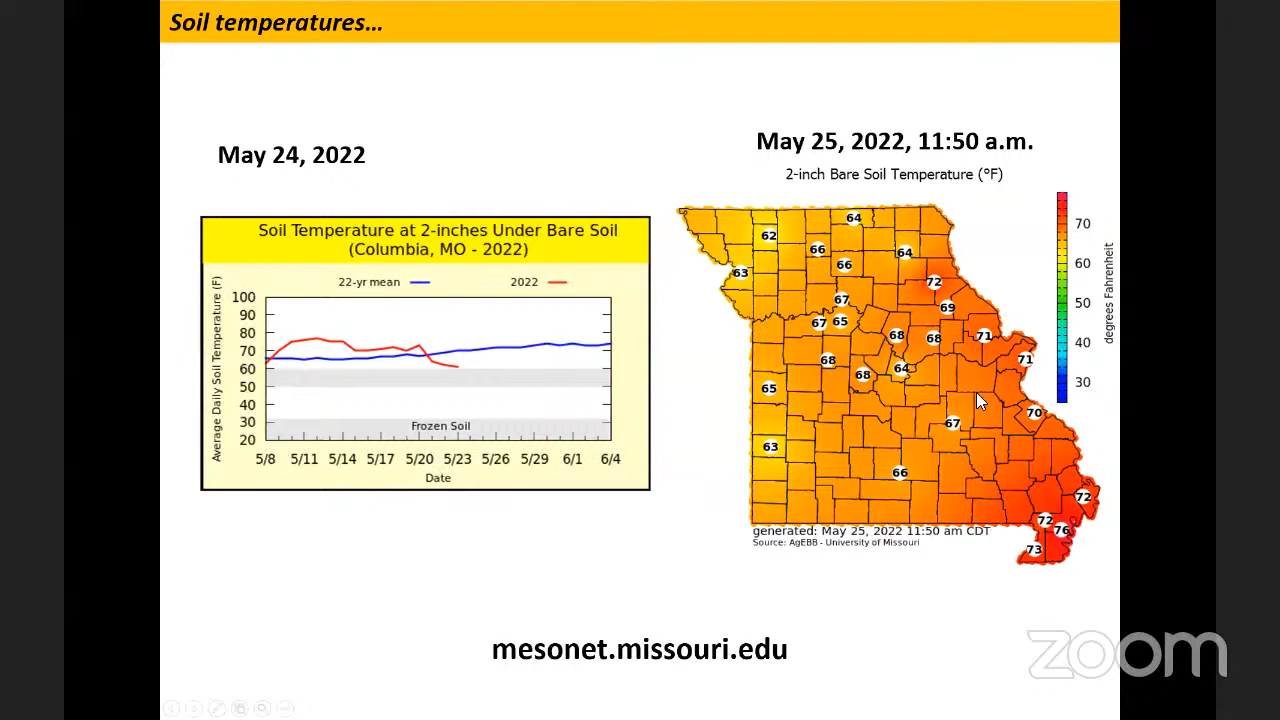 Soil temperatures…
May 24, 2022
May 25, 2022, 11:50 a.m.
2-inch Bare Soil Temperature (°F)
Soil Temperature at 2-inches Under Bare Soil
(Columbia, MO - 2022)
22-yr mean
2022
Average Daily Soil Temperature (F)
100
90
80
70
60
50
40
30
20
Frozen Soil
5/8 5/11 5/14 5/17 5/20 5/23 5/26 5/29 6/1 6/4
Date
64
62
66
64
66
63
72
67
69
67 65
68
68
71
68
71
64
68
65
70
67
63
66
72
72
76
73
70
60
50
40
30
degrees Fahrenheit
generated: May 25, 2022 11:50 am CDT
Source: AgEBB - University of Missouri
mesonet.missouri.edu
zoom